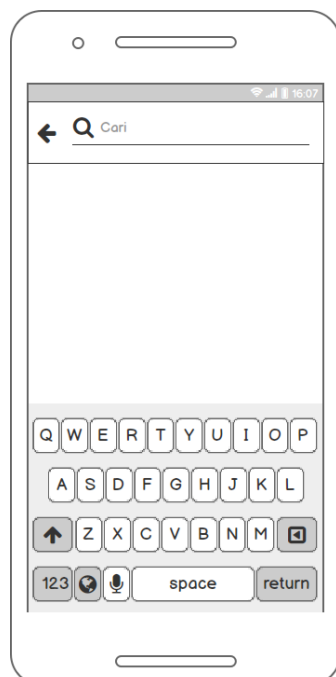 16:07
Cari
Q W E R T Y U I O P
A S D F G H J K L
Z X C V B N M
123 space return